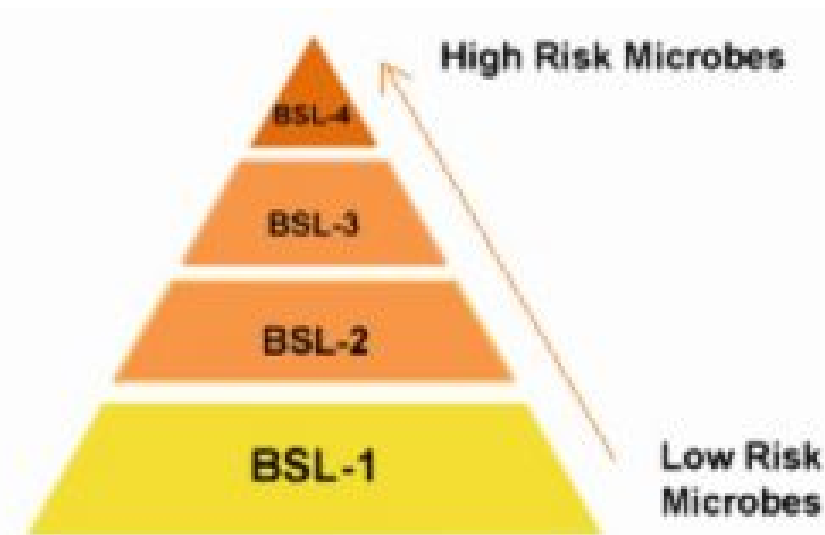 High Risk Microbes
BSL-4
BSL-3
BSL-2
BSL-1
Low Risk
Microbes